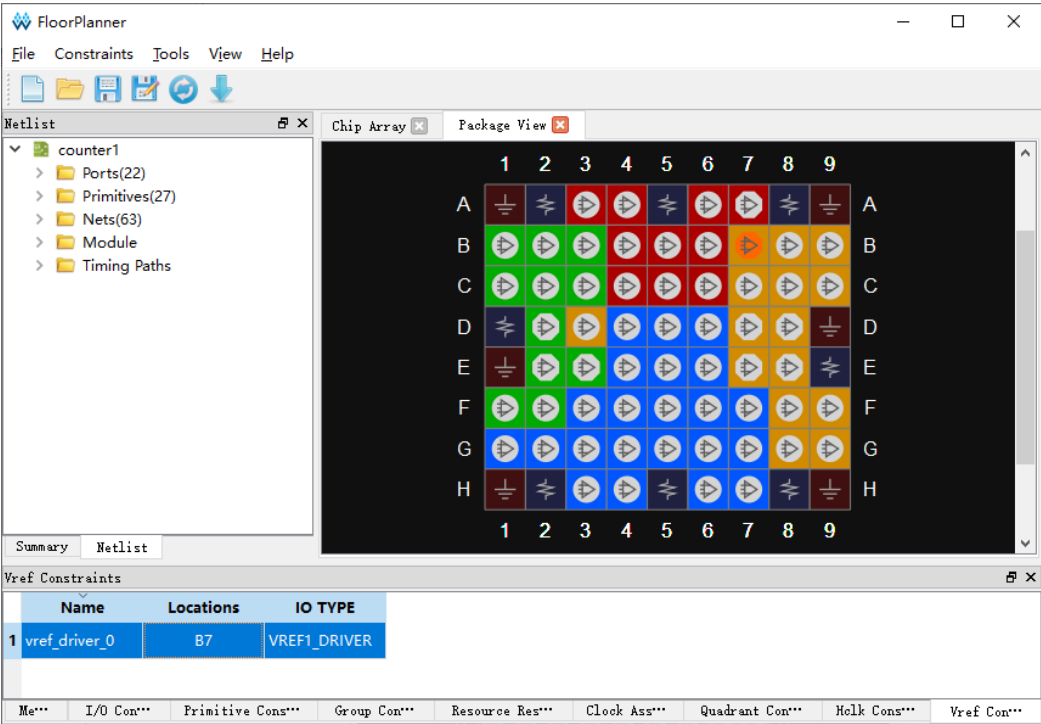 FloorPlanner
File Constraints Tools View Help
Netlist
Chip Array Package View
counter1
Ports(22)
Primitives(27)
Nets(63)
Module
Timing Paths
1 2 3 4 5 6 7 8 9
A A
B B
C C
D D
E E
F F
G G
H H
1 2 3 4 5 6 7 8 9
Summary Netlist
Vref Constraints
Name Locations IO TYPE
1 vref_driver_0 B7 VREF1_DRIVER
Me… I/O Con… Primitive Cons… Group Con… Resource Res… Clock Ass… Quadrant Con… Hclk Cons… Vref Con…